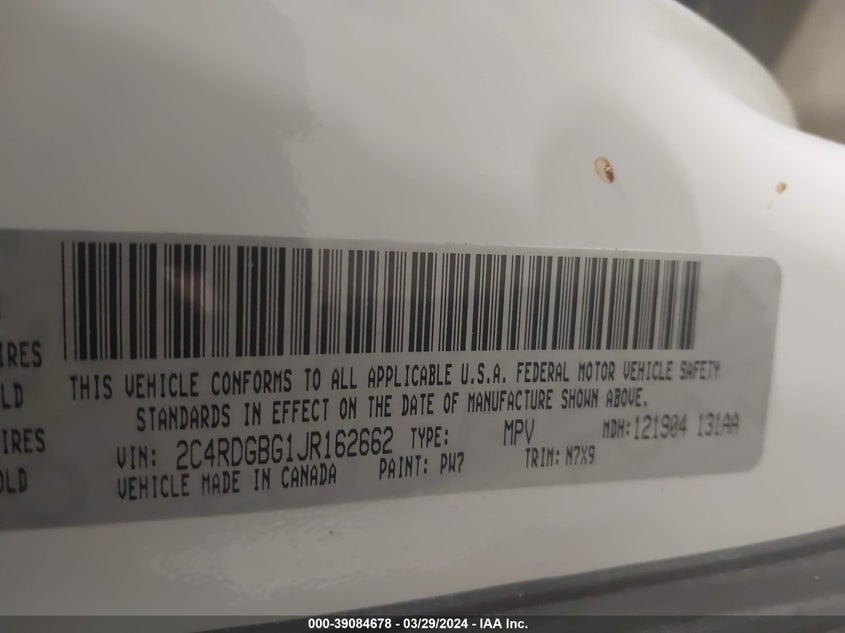 IRES
LD
IRES
OLD
THIS VEHICLE CONFORMS TO ALL APPLICABLE U.S.A. FEDERAL MOTOR VEHICLE SAFETY
STANDARDS IN EFFECT ON THE DATE OF MANUFACTURE SHOWN ABOVE.
VIN: 2C4RDGBG1JR162662 TYPE: MPV MDH:121904 131AA
VEHICLE MADE IN CANADA PAINT: PW7 TRIM: N7X9
000-39084678 - 03/29/2024 - IAA Inc.